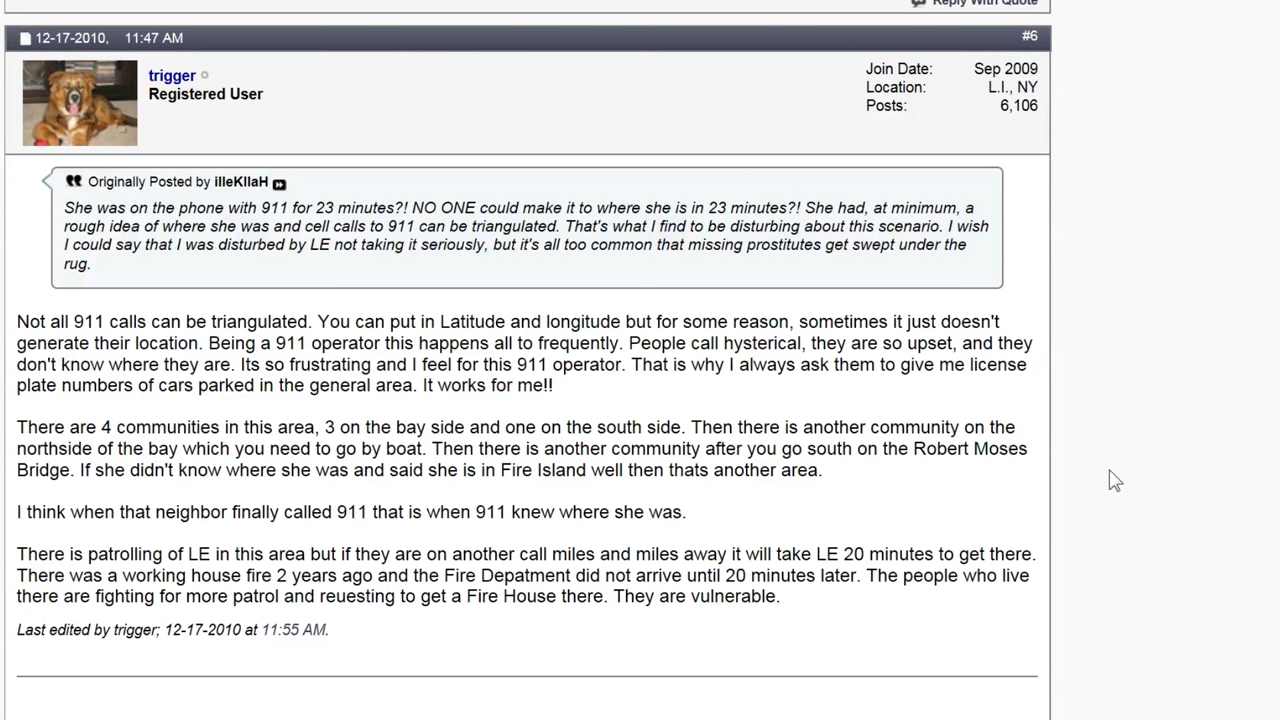 Reply With Quote
12-17-2010, 11:47 AM #6
trigger
Registered User
Join Date: Sep 2009
Location: L.I., NY
Posts: 6,106
Originally Posted by illeKllaH
She was on the phone with 911 for 23 minutes?! NO ONE could make it to where she is in 23 minutes?! She had, at minimum, a
rough idea of where she was and cell calls to 911 can be triangulated. That's what I find to be disturbing about this scenario. I wish
I could say that I was disturbed by LE not taking it seriously, but it's all too common that missing prostitutes get swept under the
rug.
Not all 911 calls can be triangulated. You can put in Latitude and longitude but for some reason, sometimes it just doesn't
generate their location. Being a 911 operator this happens all to frequently. People call hysterical, they are so upset, and they
don't know where they are. Its so frustrating and I feel for this 911 operator. That is why I always ask them to give me license
plate numbers of cars parked in the general area. It works for me!!
There are 4 communities in this area, 3 on the bay side and one on the south side. Then there is another community on the
northside of the bay which you need to go by boat. Then there is another community after you go south on the Robert Moses
Bridge. If she didn't know where she was and said she is in Fire Island well then thats another area.
I think when that neighbor finally called 911 that is when 911 knew where she was.
There is patrolling of LE in this area but if they are on another call miles and miles away it will take LE 20 minutes to get there.
There was a working house fire 2 years ago and the Fire Depatment did not arrive until 20 minutes later. The people who live
there are fighting for more patrol and reuesting to get a Fire House there. They are vulnerable.
Last edited by trigger; 12-17-2010 at 11:55 AM.